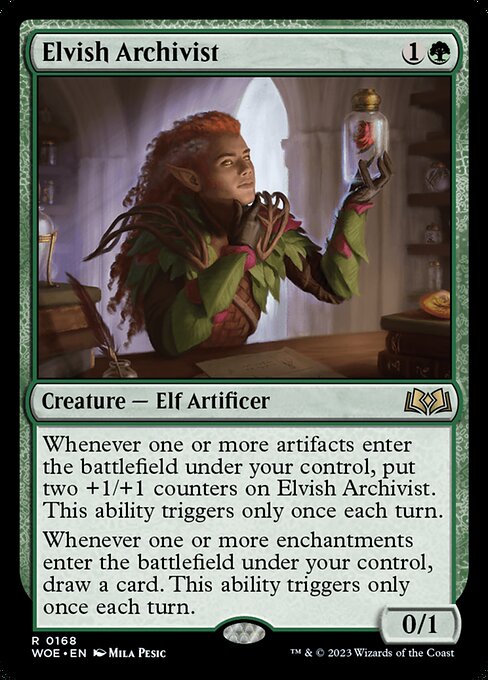 Elvish Archivist 1
Creature — Elf Artificer
Whenever one or more artifacts enter
the battlefield under your control, put
two +1/+1 counters on Elvish Archivist.
This ability triggers only once each turn.
Whenever one or more enchantments
enter the battlefield under your control,
draw a card. This ability triggers only
once each turn.
0/1
R 0168
WOE • EN Mila Pesic
™ & © 2023 Wizards of the Coast